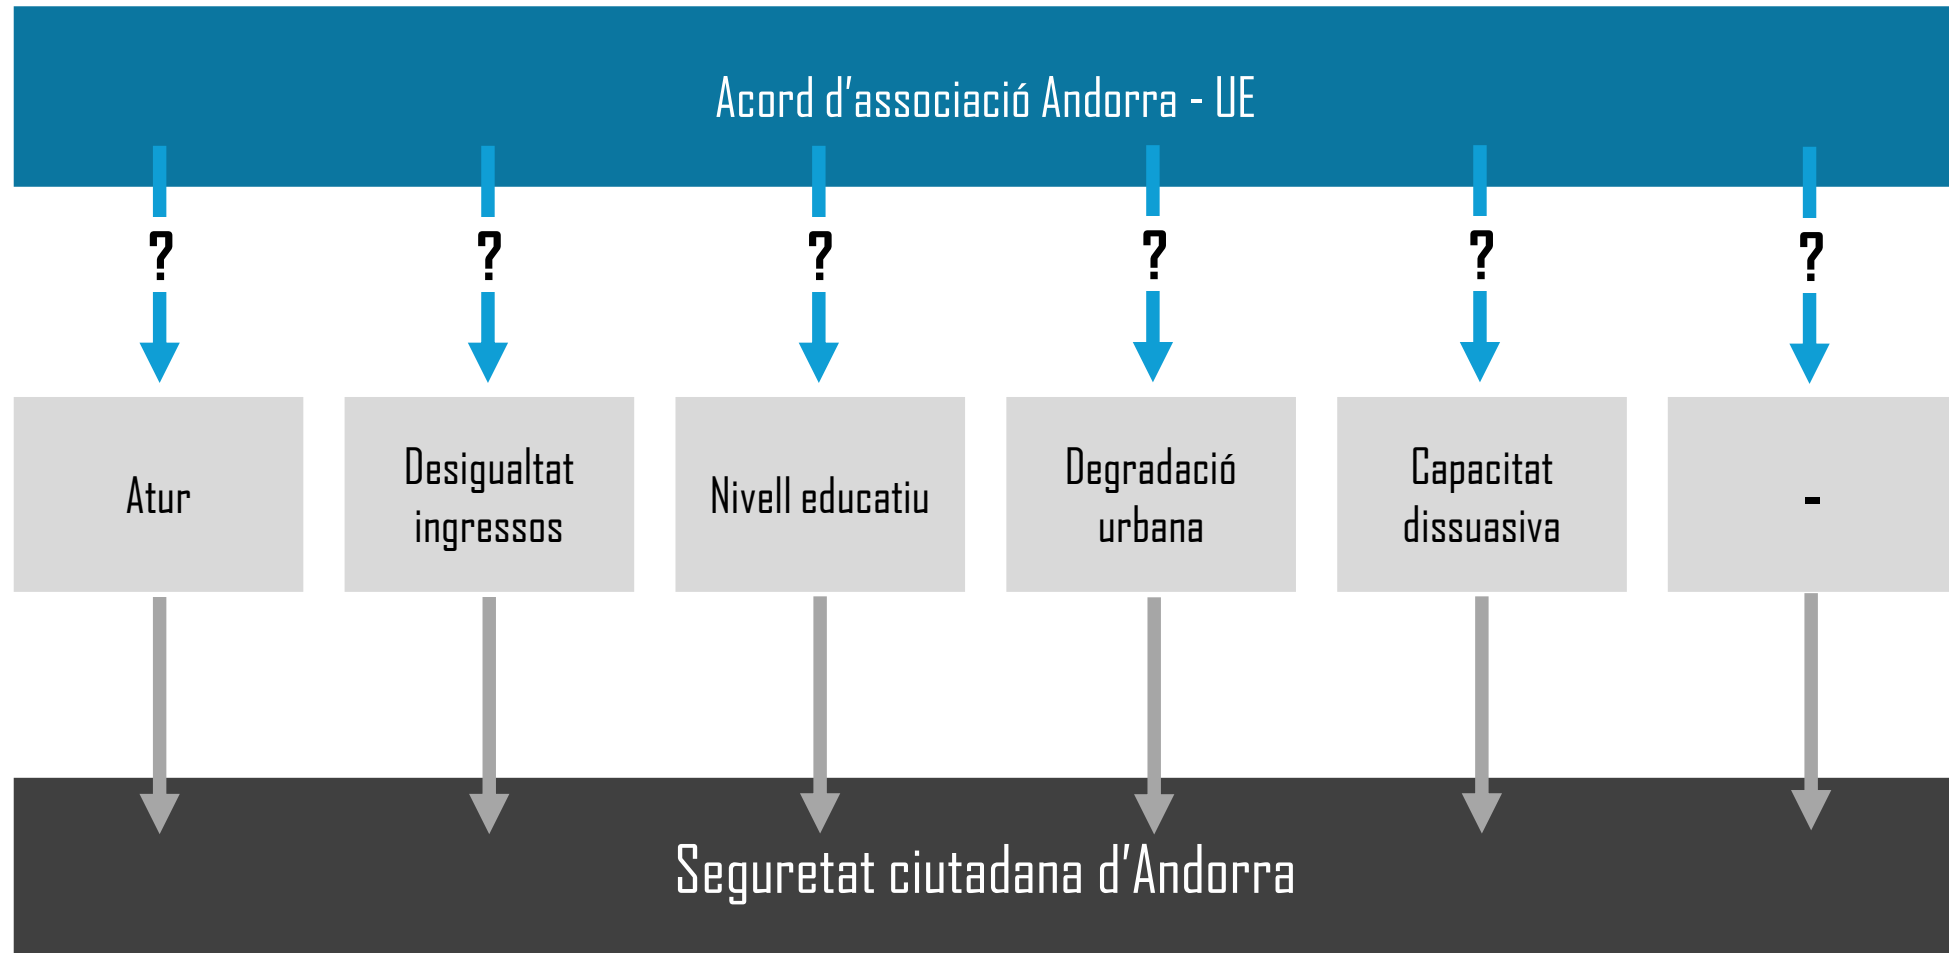 Acord d'associació Andorra - UE
? ? ? ? ? ?
Atur
Desigualtat
ingressos
Nivell educatiu
Degradació
urbana
Capacitat
dissuasiva
-
Seguretat ciutadana d'Andorra